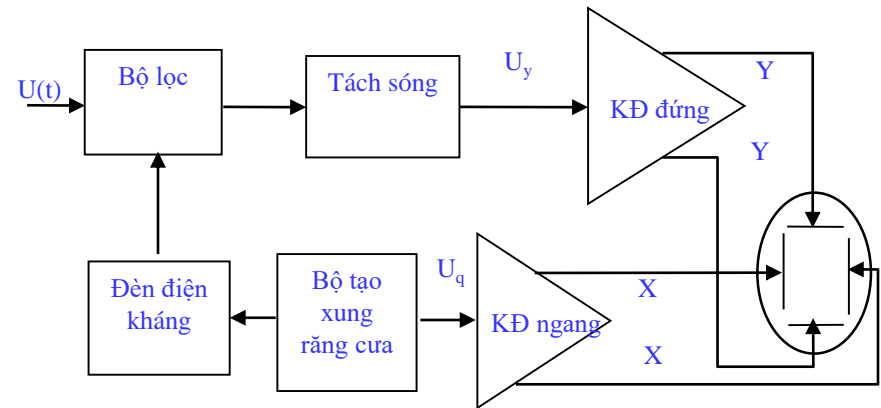 U(t)
Bộ lọc
Tách sóng
Uy
KĐ đứng
Y
Y
Đèn điện
kháng
Bộ tạo
xung
răng cưa
Uq
KĐ ngang
X
X